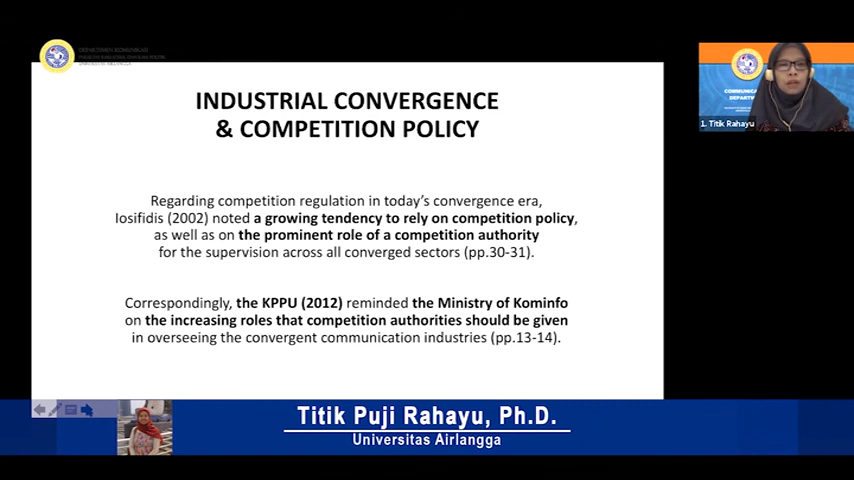 DEPARTEMEN KOMUNIKASI
UNIVERSITAS AIRLANGGA
INDUSTRIAL CONVERGENCE
& COMPETITION POLICY
Regarding competition regulation in today's convergence era,
Iosifidis (2002) noted a growing tendency to rely on competition policy,
as well as on the prominent role of a competition authority
for the supervision across all converged sectors (pp.30-31).
Correspondingly, the KPPU (2012) reminded the Ministry of Kominfo
on the increasing roles that competition authorities should be given
in overseeing the convergent communication industries (pp.13-14).
1. Titik Rahayu
Titik Puji Rahayu, Ph.D.
Universitas Airlangga